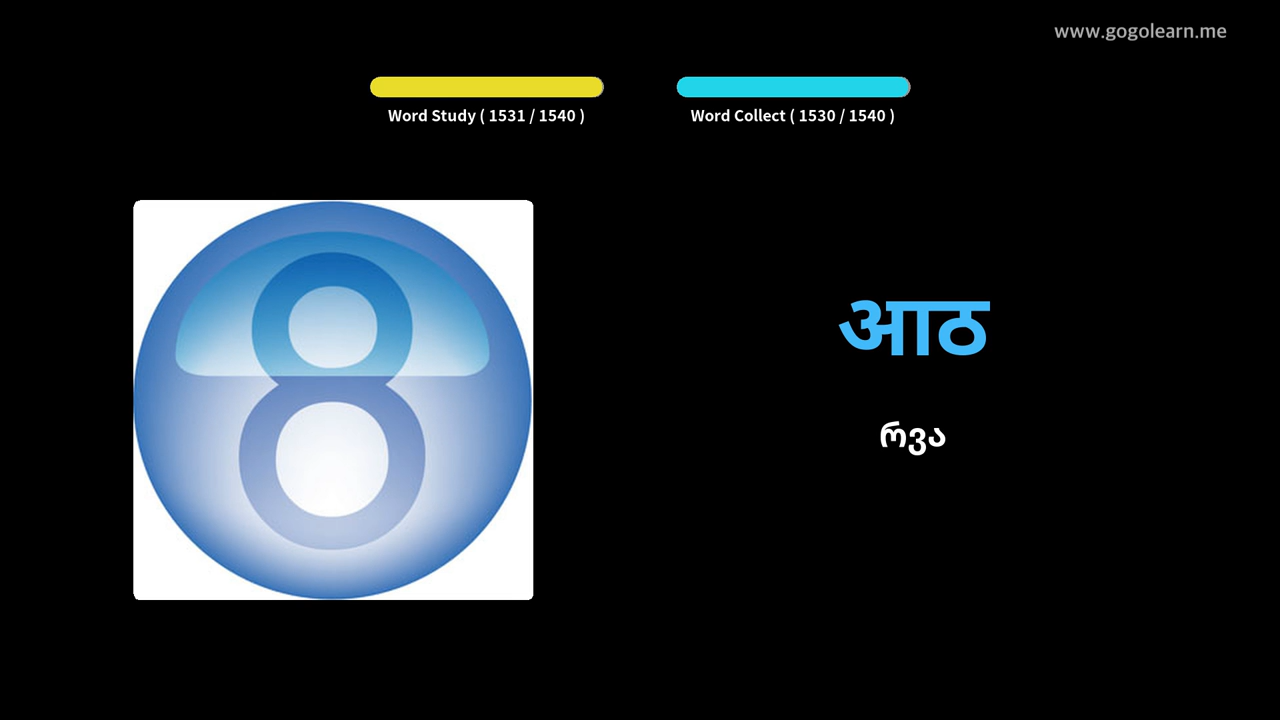 www.gogolearn.me
Word Study ( 1531 / 1540 )
Word Collect ( 1530 / 1540 )
8
आठ
რვა